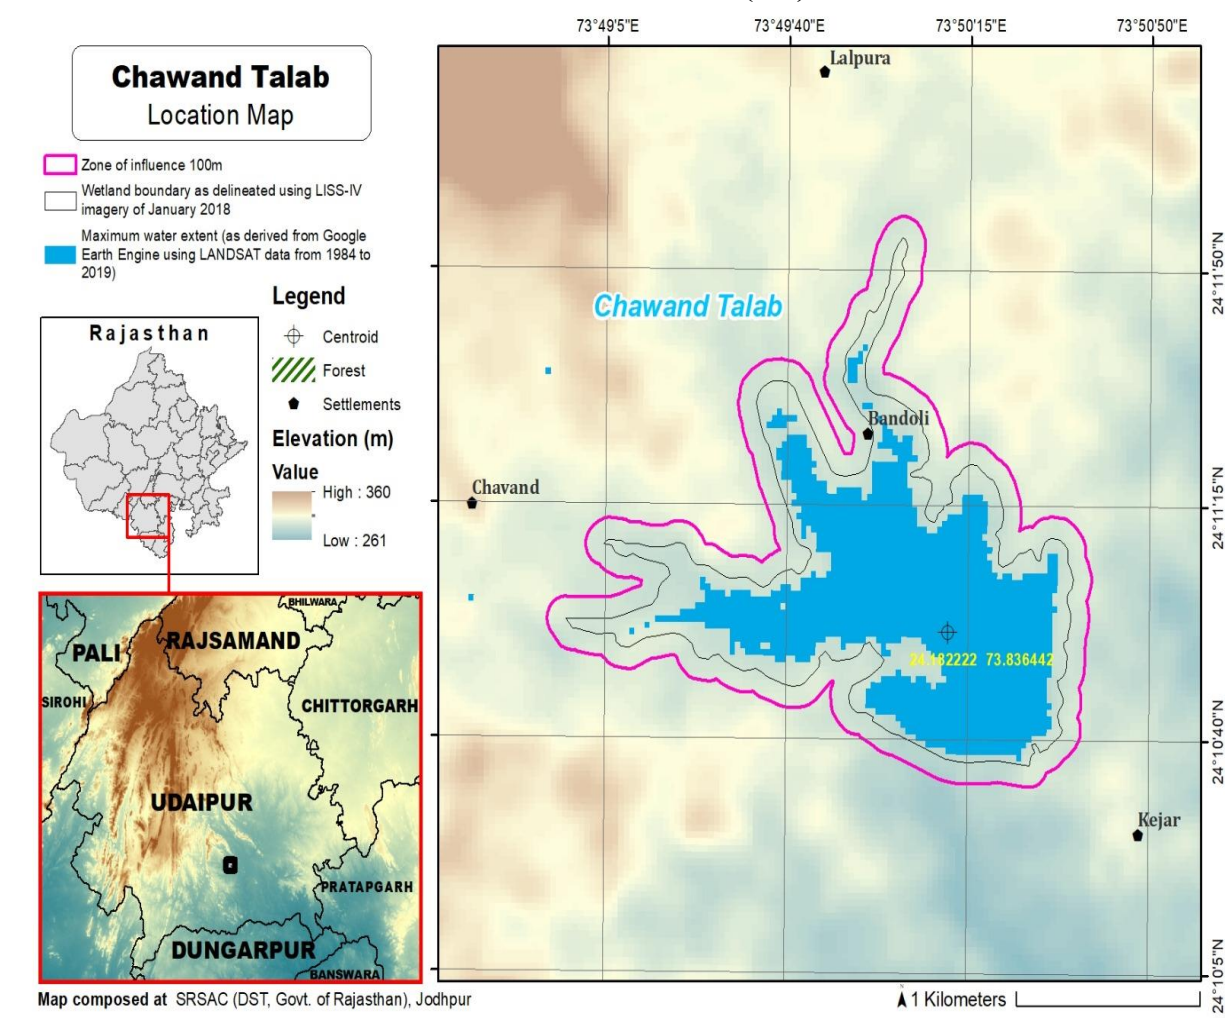 73°49'5"E
73°49'40"E
73°50'15"E
73°50'50"E
Chawand Talab
Location Map
Zone of influence 100m
Wetland boundary as delineated using LISS-IV
imagery of January 2018
Maximum water extent (as derived from Google
Earth Engine using LANDSAT data from 1984 to
2019)
Legend
Centroid
Forest
Settlements
Elevation (m)
Value
High : 360
Low : 261
Rajasthan
BHILWARA
RAJSAMAND
PALI
SIROHI
CHITTORGARH
UDAIPUR
PRATAPGARH
DUNGARPUR
BANSWARA
Lalpura
Chawand Talab
Bandoli
Chavand
24.182222 73.836442
Kejar
24°11'50"N
24°11'15"N
24°10'40"N
24°10'5"N
Map composed at SRSAC (DST, Govt. of Rajasthan), Jodhpur
N
1 Kilometers